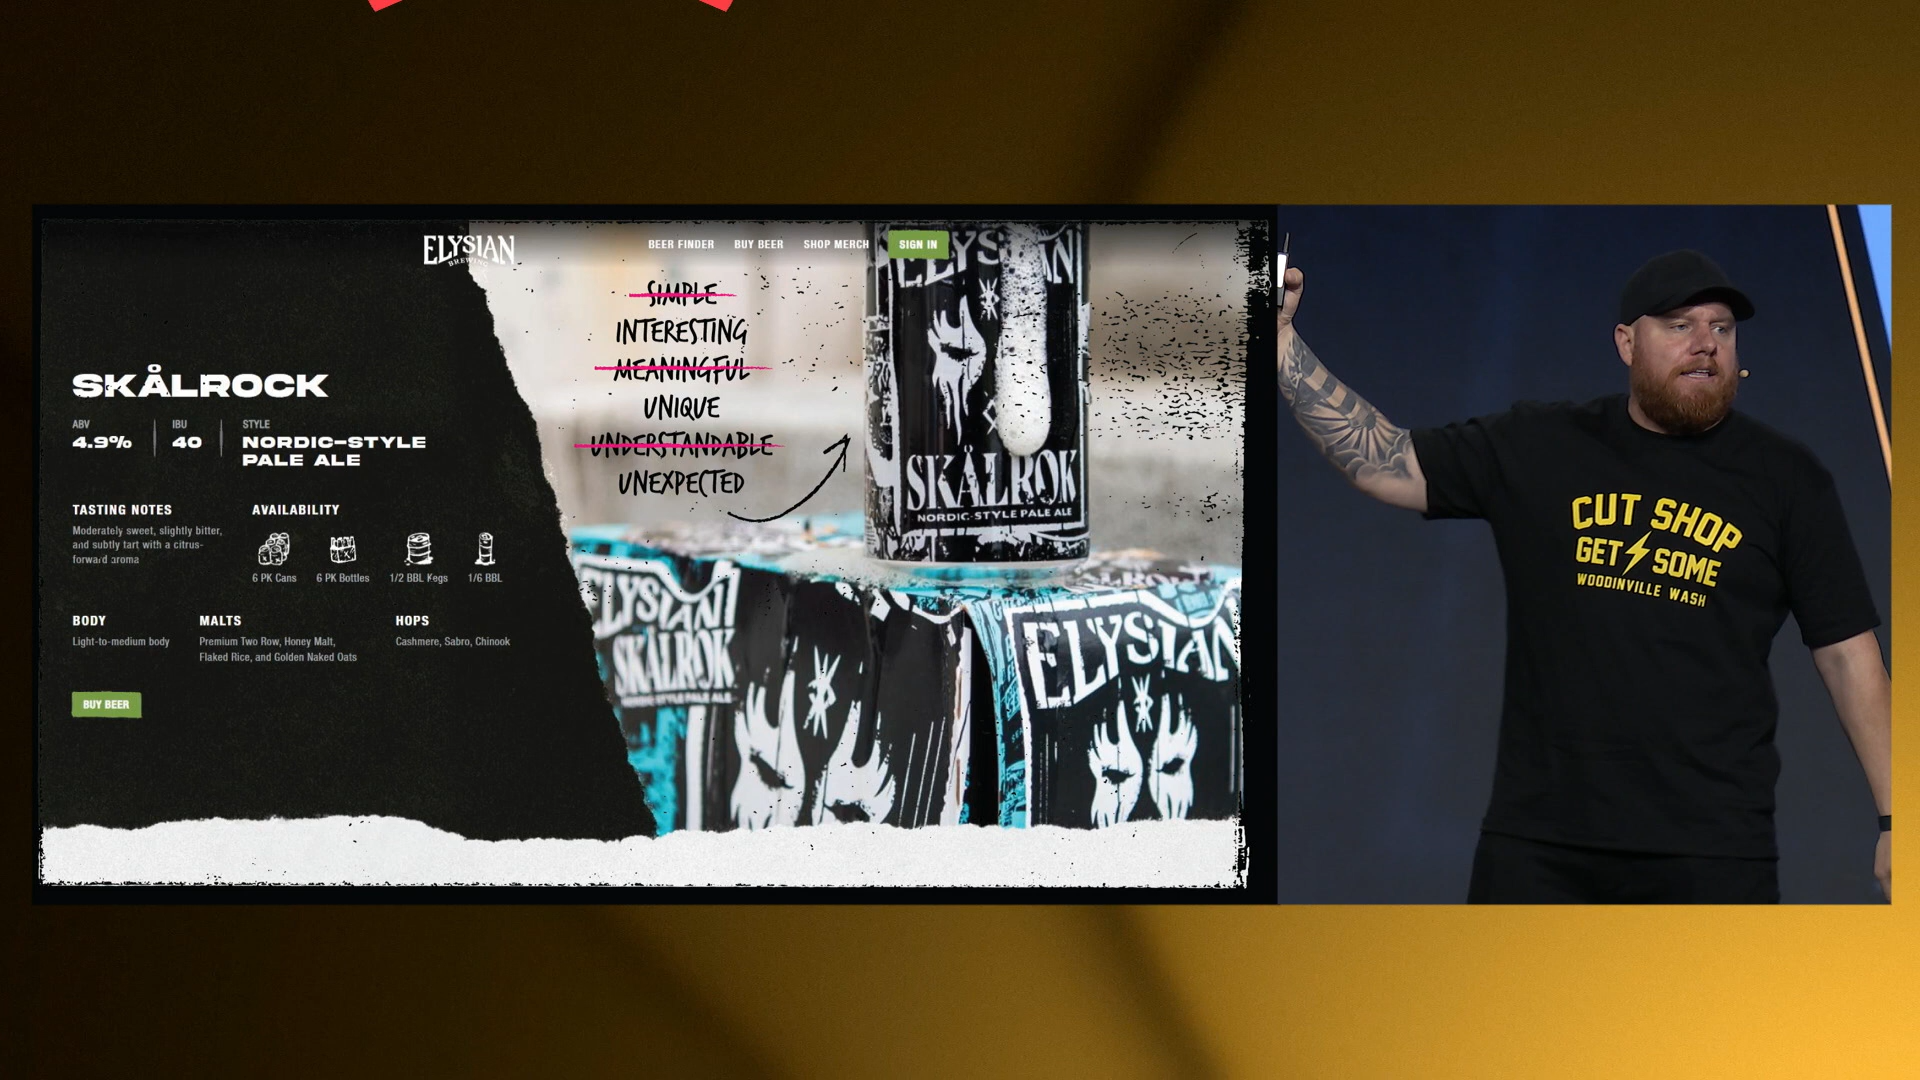 ELYSIAN
BREWING
BEER FINDER BUY BEER SHOP MERCH SIGN IN
SKÅLROCK
ABV
4.9%
IBU
40
STYLE
NORDIC-STYLE
PALE ALE
TASTING NOTES
Moderately sweet, slightly bitter,
and subtly tart with a citrus-
forward aroma
AVAILABILITY
6 PK Cans
6 PK Bottles
1/2 BBL Kegs
1/6 BBL
BODY
Light-to-medium body
MALTS
Premium Two Row, Honey Malt,
Flaked Rice, and Golden Naked Oats
HOPS
Cashmere, Sabro, Chinook
BUY BEER
SIMPLE
INTERESTING
MEANINGFUL
UNIQUE
UNDERSTANDABLE
UNEXPECTED
SKÅLROK
NORDIC-STYLE PALE ALE
ELYSIAN
SKÅLROK
NORDIC-STYLE PALE ALE
ELYSIAN
CUT SHOP
GET SOME
WOODINVILLE WASH